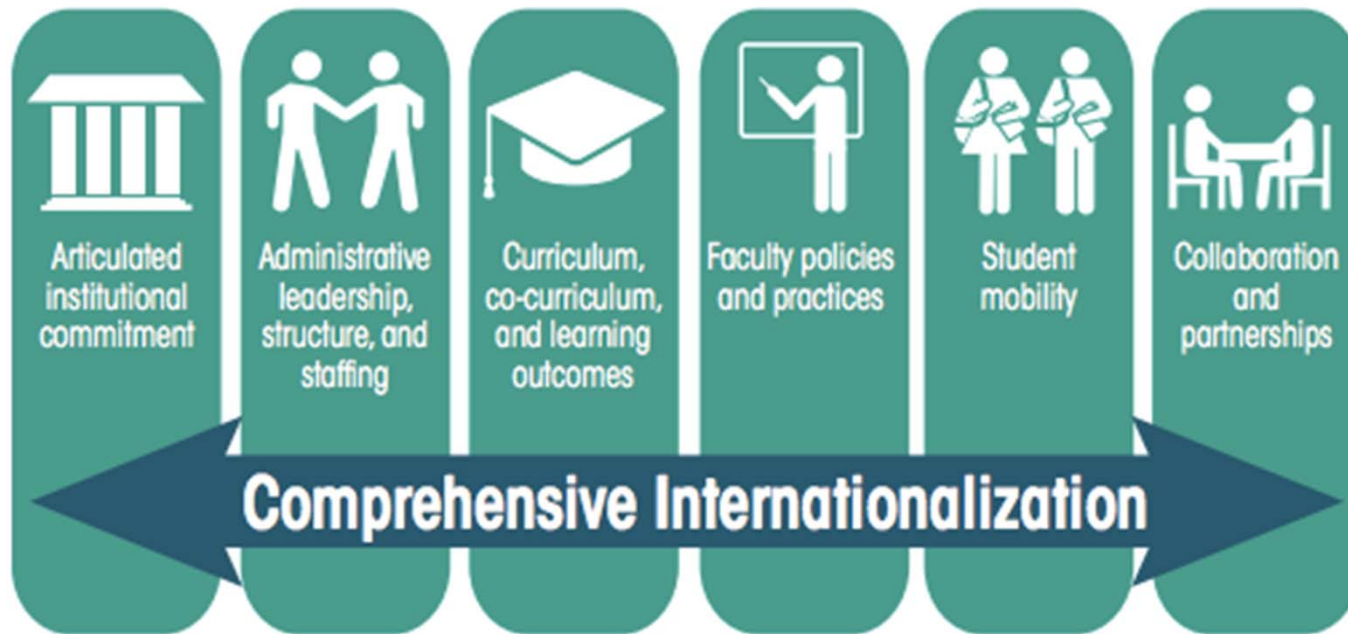 Articulated
institutional
commitment
Administrative
leadership,
structure, and
staffing
Curriculum,
co-curriculum,
and learning
outcomes
Faculty policies
and practices
Student
mobility
Collaboration
and
partnerships
Comprehensive Internationalization